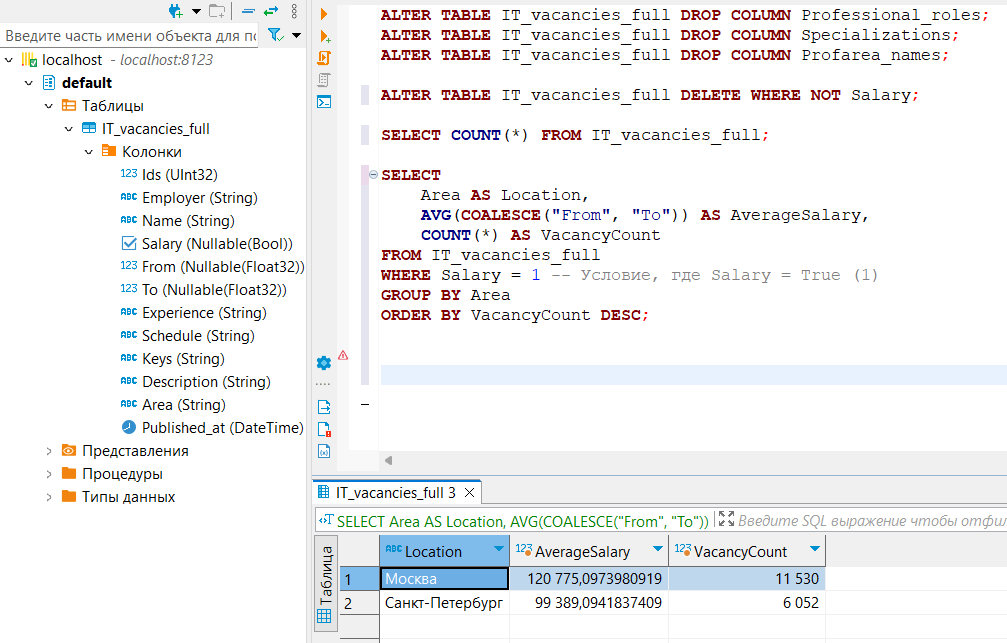 Введите часть имени объекта для по
localhost - localhost:8123
default
Таблицы
IT_vacancies_full
Колонки
123 Ids (UInt32)
ABC Employer (String)
ABC Name (String)
Salary (Nullable(Bool))
123 From (Nullable(Float32))
123 To (Nullable(Float32))
ABC Experience (String)
ABC Schedule (String)
ABC Keys (String)
ABC Description (String)
ABC Area (String)
Published_at (DateTime)
Представления
Процедуры
Типы данных
ALTER TABLE IT_vacancies_full DROP COLUMN Professional_roles;
ALTER TABLE IT_vacancies_full DROP COLUMN Specializations;
ALTER TABLE IT_vacancies_full DROP COLUMN Profarea_names;
ALTER TABLE IT_vacancies_full DELETE WHERE NOT Salary;
SELECT COUNT(*) FROM IT_vacancies_full;
SELECT
Area AS Location,
AVG(COALESCE("From", "To")) AS AverageSalary,
COUNT(*) AS VacancyCount
FROM IT_vacancies_full
WHERE Salary = 1 -- Условие, где Salary = True (1)
GROUP BY Area
ORDER BY VacancyCount DESC;
IT_vacancies_full 3
SELECT Area AS Location, AVG(COALESCE("From", "To")) Введите SQL выражение чтобы отфил
Таблица
ABC Location 123 AverageSalary 123 VacancyCount
1 Москва 120 775,0973980919 11 530
2 Санкт-Петербург 99 389,0941837409 6 052